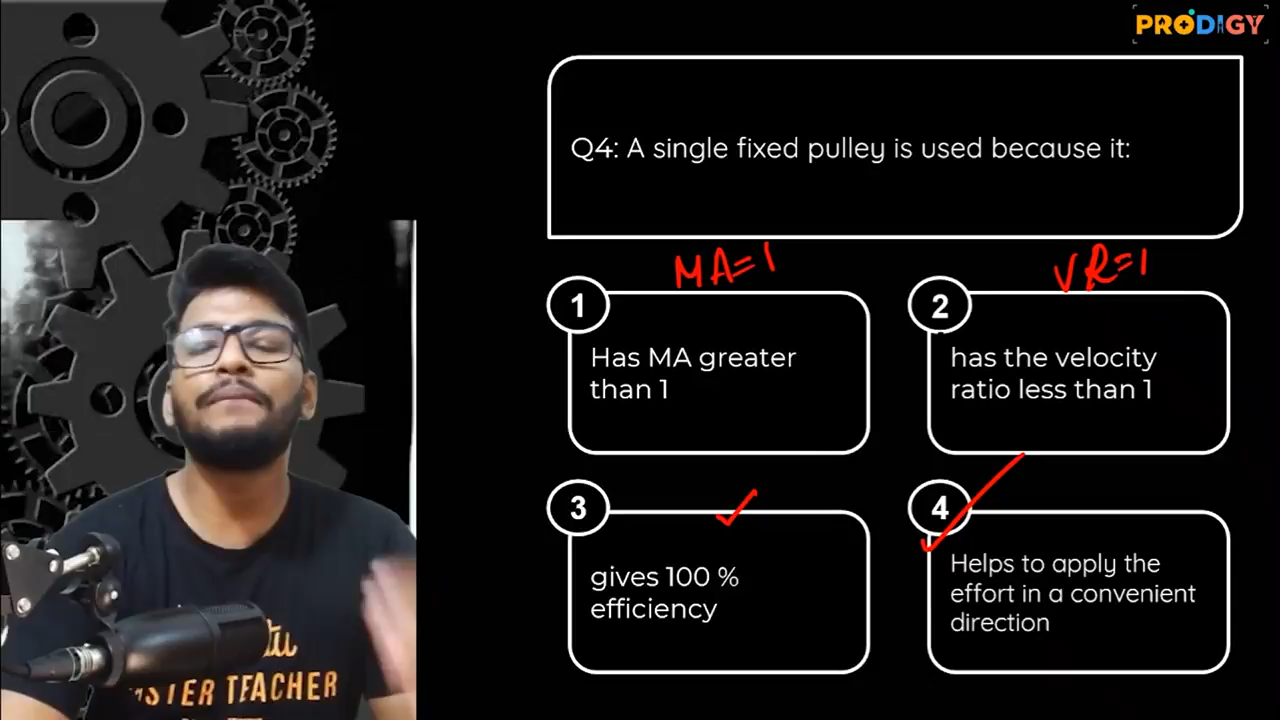 PRODIGY
Q4: A single fixed pulley is used because it:
MA=1
VR=1
1
Has MA greater
than 1
2
has the velocity
ratio less than 1
3
gives 100 %
efficiency
4
Helps to apply the
effort in a convenient
direction
TEACHER